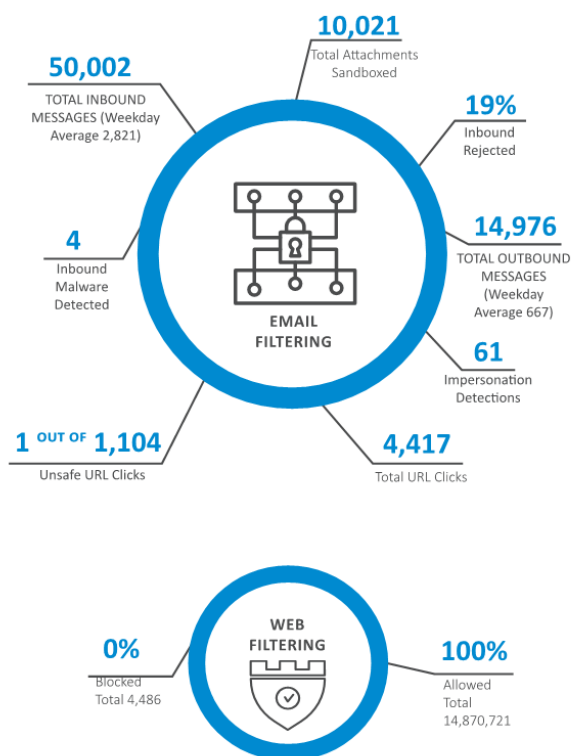 10,021
Total Attachments
Sandboxed
50,002
TOTAL INBOUND
MESSAGES (Weekday
Average 2,821)
19%
Inbound
Rejected
4
Inbound
Malware
Detected
14,976
TOTAL OUTBOUND
MESSAGES
(Weekday
Average 667)
EMAIL
FILTERING
61
Impersonation
Detections
1 OUT OF 1,104
Unsafe URL Clicks
4,417
Total URL Clicks
WEB
FILTERING
0%
Blocked
Total 4,486
100%
Allowed
Total
14,870,721